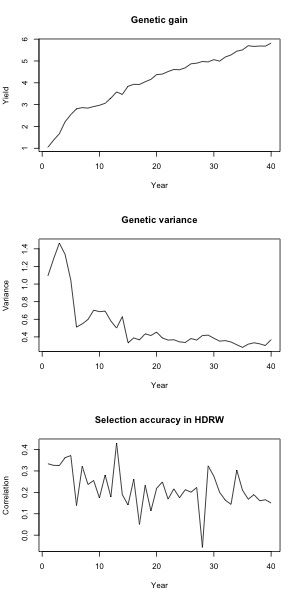 Genetic gain
6
5
4
3
2
1
Yield
0 10 20 30 40
Year
Genetic variance
1.4
1.2
1.0
0.8
0.6
0.4
Variance
0 10 20 30 40
Year
Selection accuracy in HDRW
0.4
0.3
0.2
0.1
0.0
Correlation
0 10 20 30 40
Year